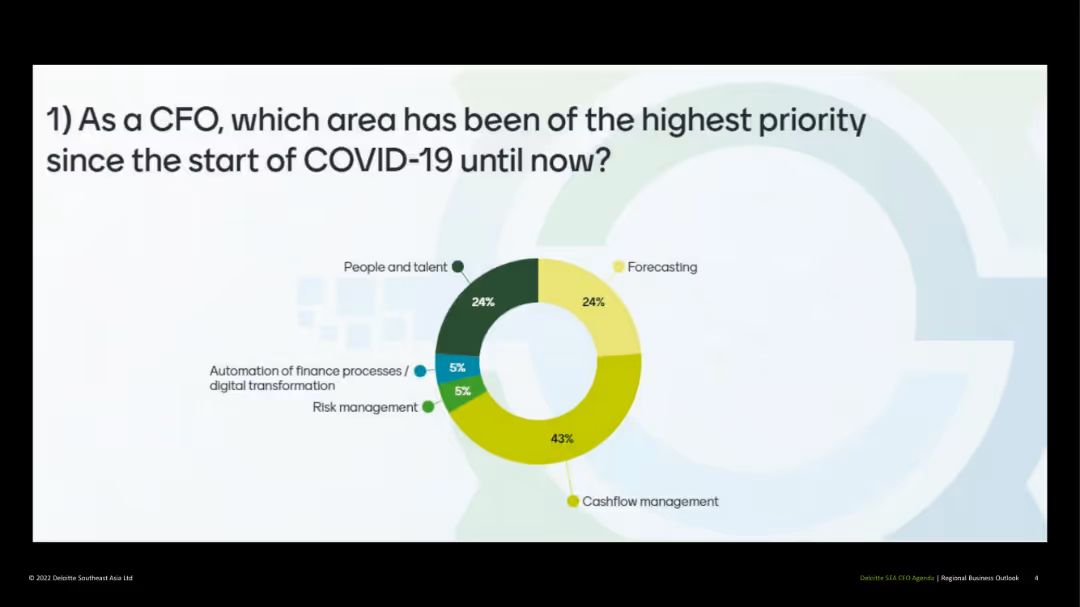 1) As a CFO, which area has been of the highest priority
since the start of COVID-19 until now?
People and talent
Forecasting
24%
24%
Automation of finance processes /
digital transformation
5%
5%
Risk management
43%
Cashflow management
© 2022 Deloitte Southeast Asia Ltd
Deloitte SEA CFO Agenda | Regional Business Outlook
4